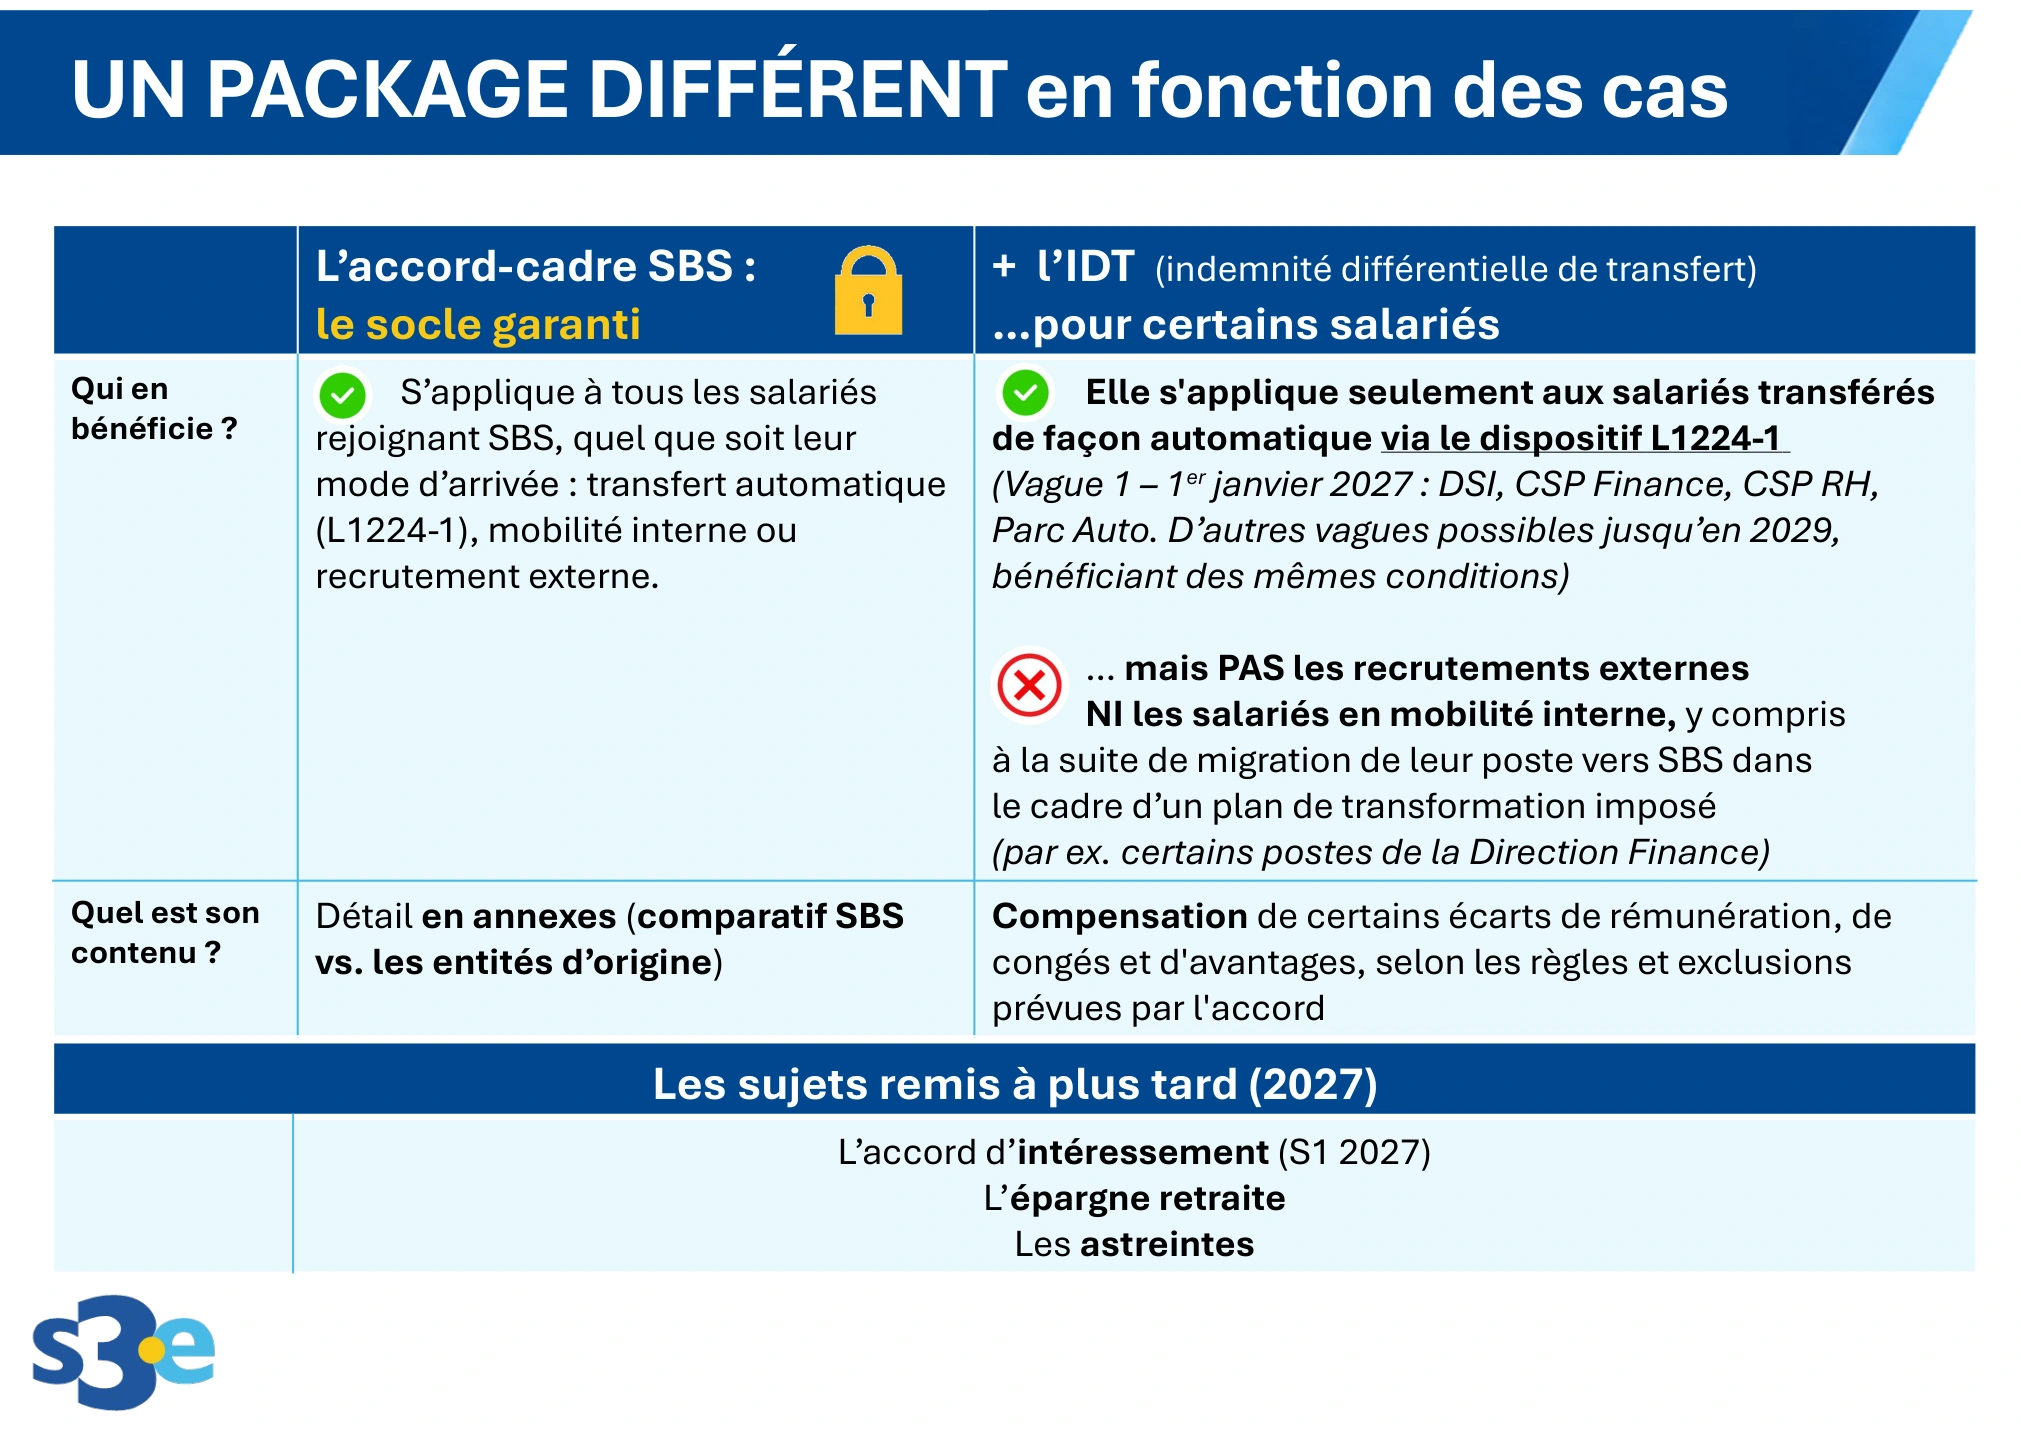 UN PACKAGE DIFFÉRENT en fonction des cas
L’accord-cadre SBS :
le socle garanti
+ l’IDT (indemnité différentielle de transfert)
...pour certains salariés
Qui en
bénéficie ?
S’applique à tous les salariés
rejoignant SBS, quel que soit leur
mode d’arrivée : transfert automatique
(L1224-1), mobilité interne ou
recrutement externe.
Elle s'applique seulement aux salariés transférés
de façon automatique via le dispositif L1224-1
(Vague 1 – 1er janvier 2027 : DSI, CSP Finance, CSP RH,
Parc Auto. D’autres vagues possibles jusqu’en 2029,
bénéficiant des mêmes conditions)
... mais PAS les recrutements externes
NI les salariés en mobilité interne, y compris
à la suite de migration de leur poste vers SBS dans
le cadre d’un plan de transformation imposé
(par ex. certains postes de la Direction Finance)
Quel est son
contenu ?
Détail en annexes (comparatif SBS
vs. les entités d’origine)
Compensation de certains écarts de rémunération, de
congés et d'avantages, selon les règles et exclusions
prévues par l'accord
Les sujets remis à plus tard (2027)
L’accord d’intéressement (S1 2027)
L’épargne retraite
Les astreintes
s3e